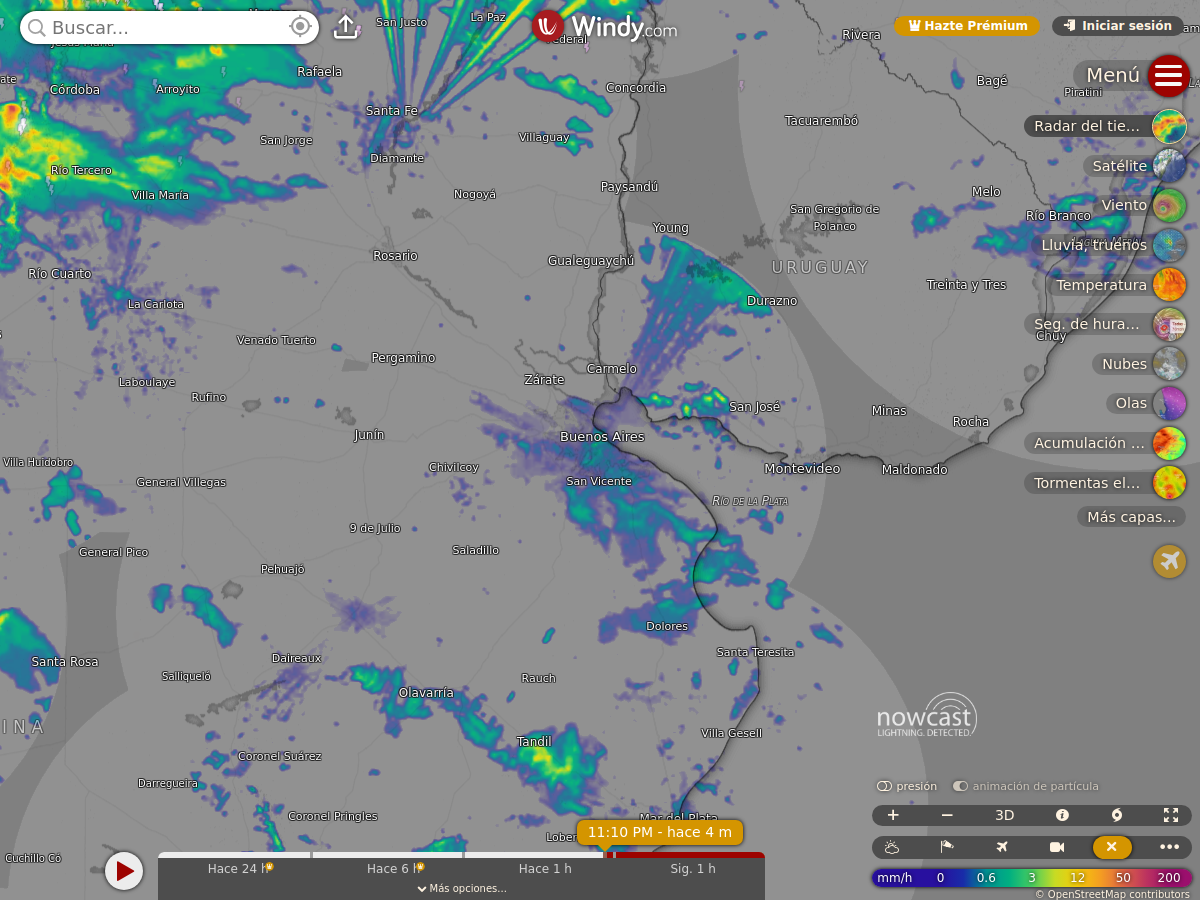 Buscar...
San Justo
La Paz
Federal
Windy.com
Hazte Prémium
Iniciar sesión
Rivera
Jesús María
Córdoba
Arroyito
Rafaela
Santa Fe
Concordia
Bagé
Menú
Piratini
San Jorge
Diamante
Villaguay
Tacuarembó
Radar del tie...
Río Tercero
Villa María
Nogoyá
Paysandú
Satélite
Melo
San Gregorio de
Polanco
Río Branco
Viento
Young
Rosario
Gualeguaychú
URUGUAY
Lluvia, truenos
Río Cuarto
La Carlota
Durazno
Treinta y Tres
Temperatura
Venado Tuerto
Pergamino
Seg. de hura...
Chuy
Laboulaye
Rufino
Zárate
Carmelo
Nubes
San José
Minas
Rocha
Olas
Junín
Buenos Aires
Acumulación ...
Villa Huidobro
Chivilcoy
Montevideo
Maldonado
General Villegas
San Vicente
Tormentas el...
Río de la Plata
Más capas...
9 de Julio
General Pico
Saladillo
Pehuajó
Dolores
Santa Rosa
Daireaux
Salliqueló
Rauch
Santa Teresita
Olavarría
INA
Tandil
Villa Gesell
nowcast
LIGHTNING. DETECTED.
Coronel Suárez
Darregueira
presión
animación de partícula
Coronel Pringles
Mar del Plata
+
−
3D
11:10 PM - hace 4 m
Cuchillo Có
Hace 24 h
Hace 6 h
Hace 1 h
Sig. 1 h
Más opciones...
mm/h 0 0.6 3 12 50 200
© OpenStreetMap contributors